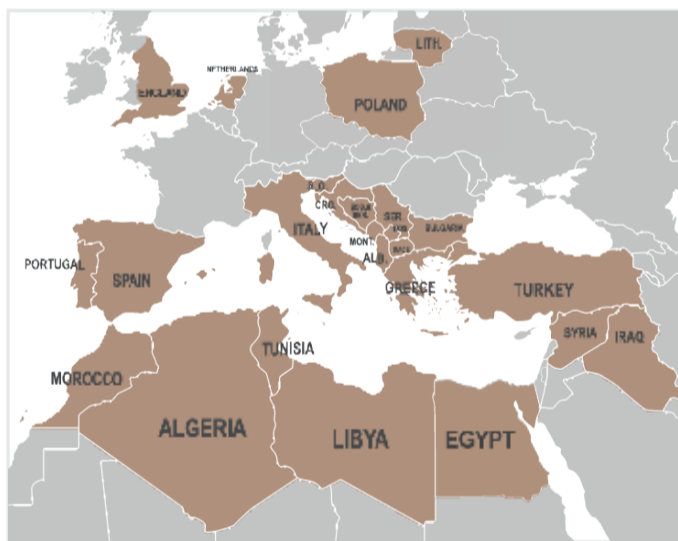 LITH.
NETHERLANDS
ENGLAND
POLAND
CRO.
SER.
ITALY
BULGARIA
MONT.
ALB.
PORTUGAL
SPAIN
GREECE
TURKEY
SYRIA
IRAQ
TUNISIA
MOROCCO
ALGERIA
LIBYA
EGYPT